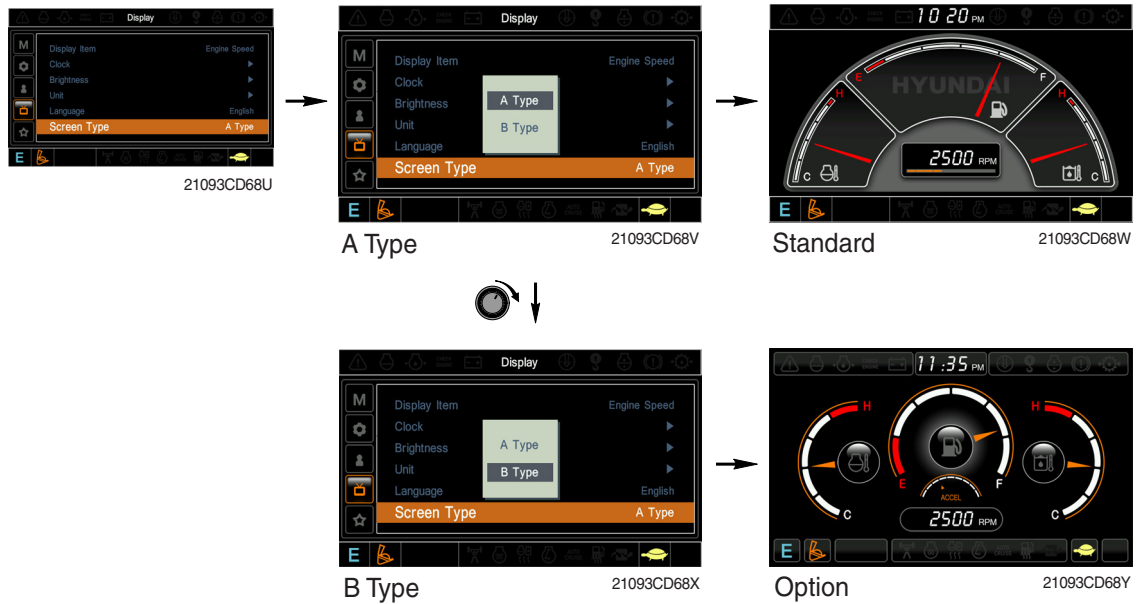 Display
M
Display Item Engine Speed
Clock
Brightness
Unit
Language English
Screen Type A Type
E
21093CD68U
Display
M
Display Item Engine Speed
Clock
Brightness
Unit
Language English
Screen Type A Type
A Type
B Type
E
A Type
21093CD68V
10 20 PM
E
HYUNDAI
F
H
H
C
C
2500 RPM
E
Standard
21093CD68W
Display
M
Display Item Engine Speed
Clock
Brightness
Unit
Language English
Screen Type A Type
A Type
B Type
E
B Type
21093CD68X
11:35 PM
H
H
E
F
ACCEL
C
C
2500 RPM
E
Option
21093CD68Y